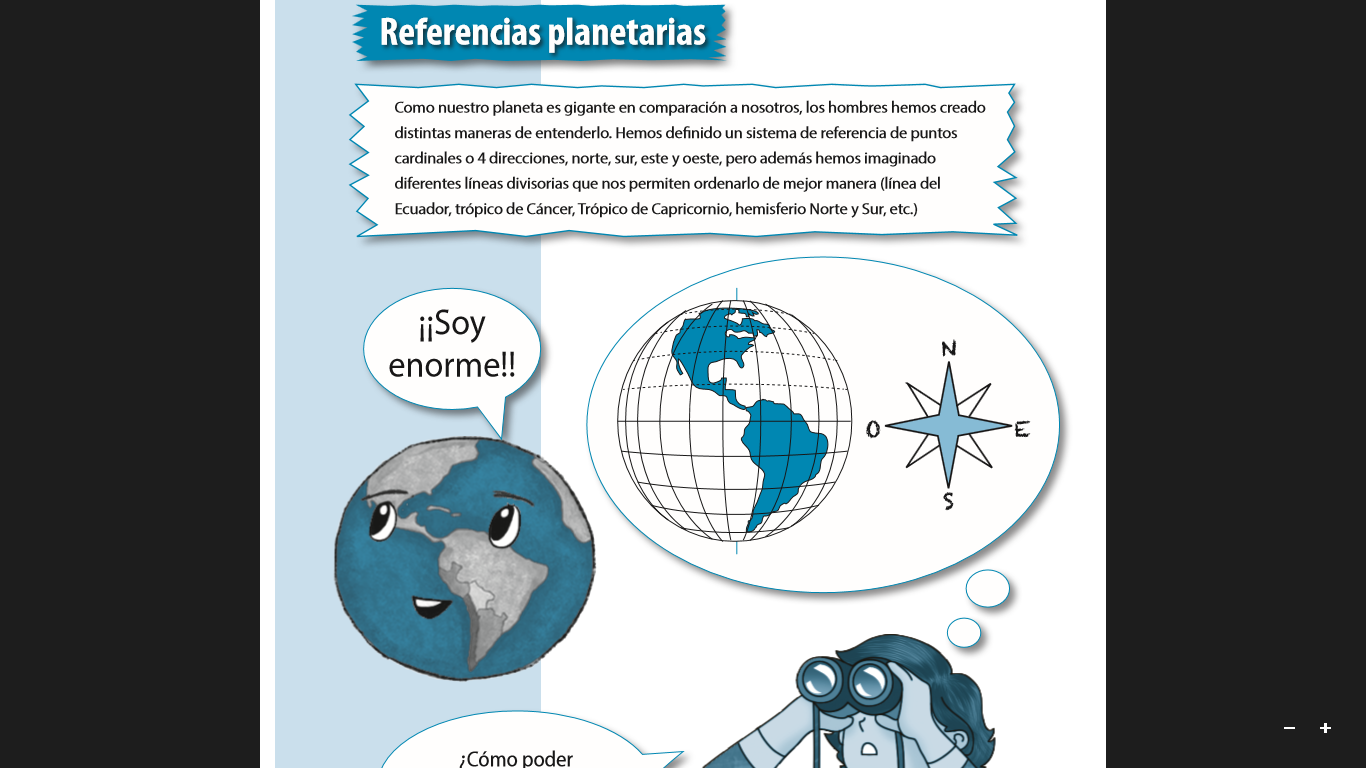 Referencias planetarias
Como nuestro planeta es gigante en comparación a nosotros, los hombres hemos creado
distintas maneras de entenderlo. Hemos definido un sistema de referencia de puntos
cardinales o 4 direcciones, norte, sur, este y oeste, pero además hemos imaginado
diferentes líneas divisorias que nos permiten ordenarlo de mejor manera (línea del
Ecuador, trópico de Cáncer, Trópico de Capricornio, hemisferio Norte y Sur, etc.)
¡¡Soy
enorme!!
N
O
E
S
¿Cómo poder